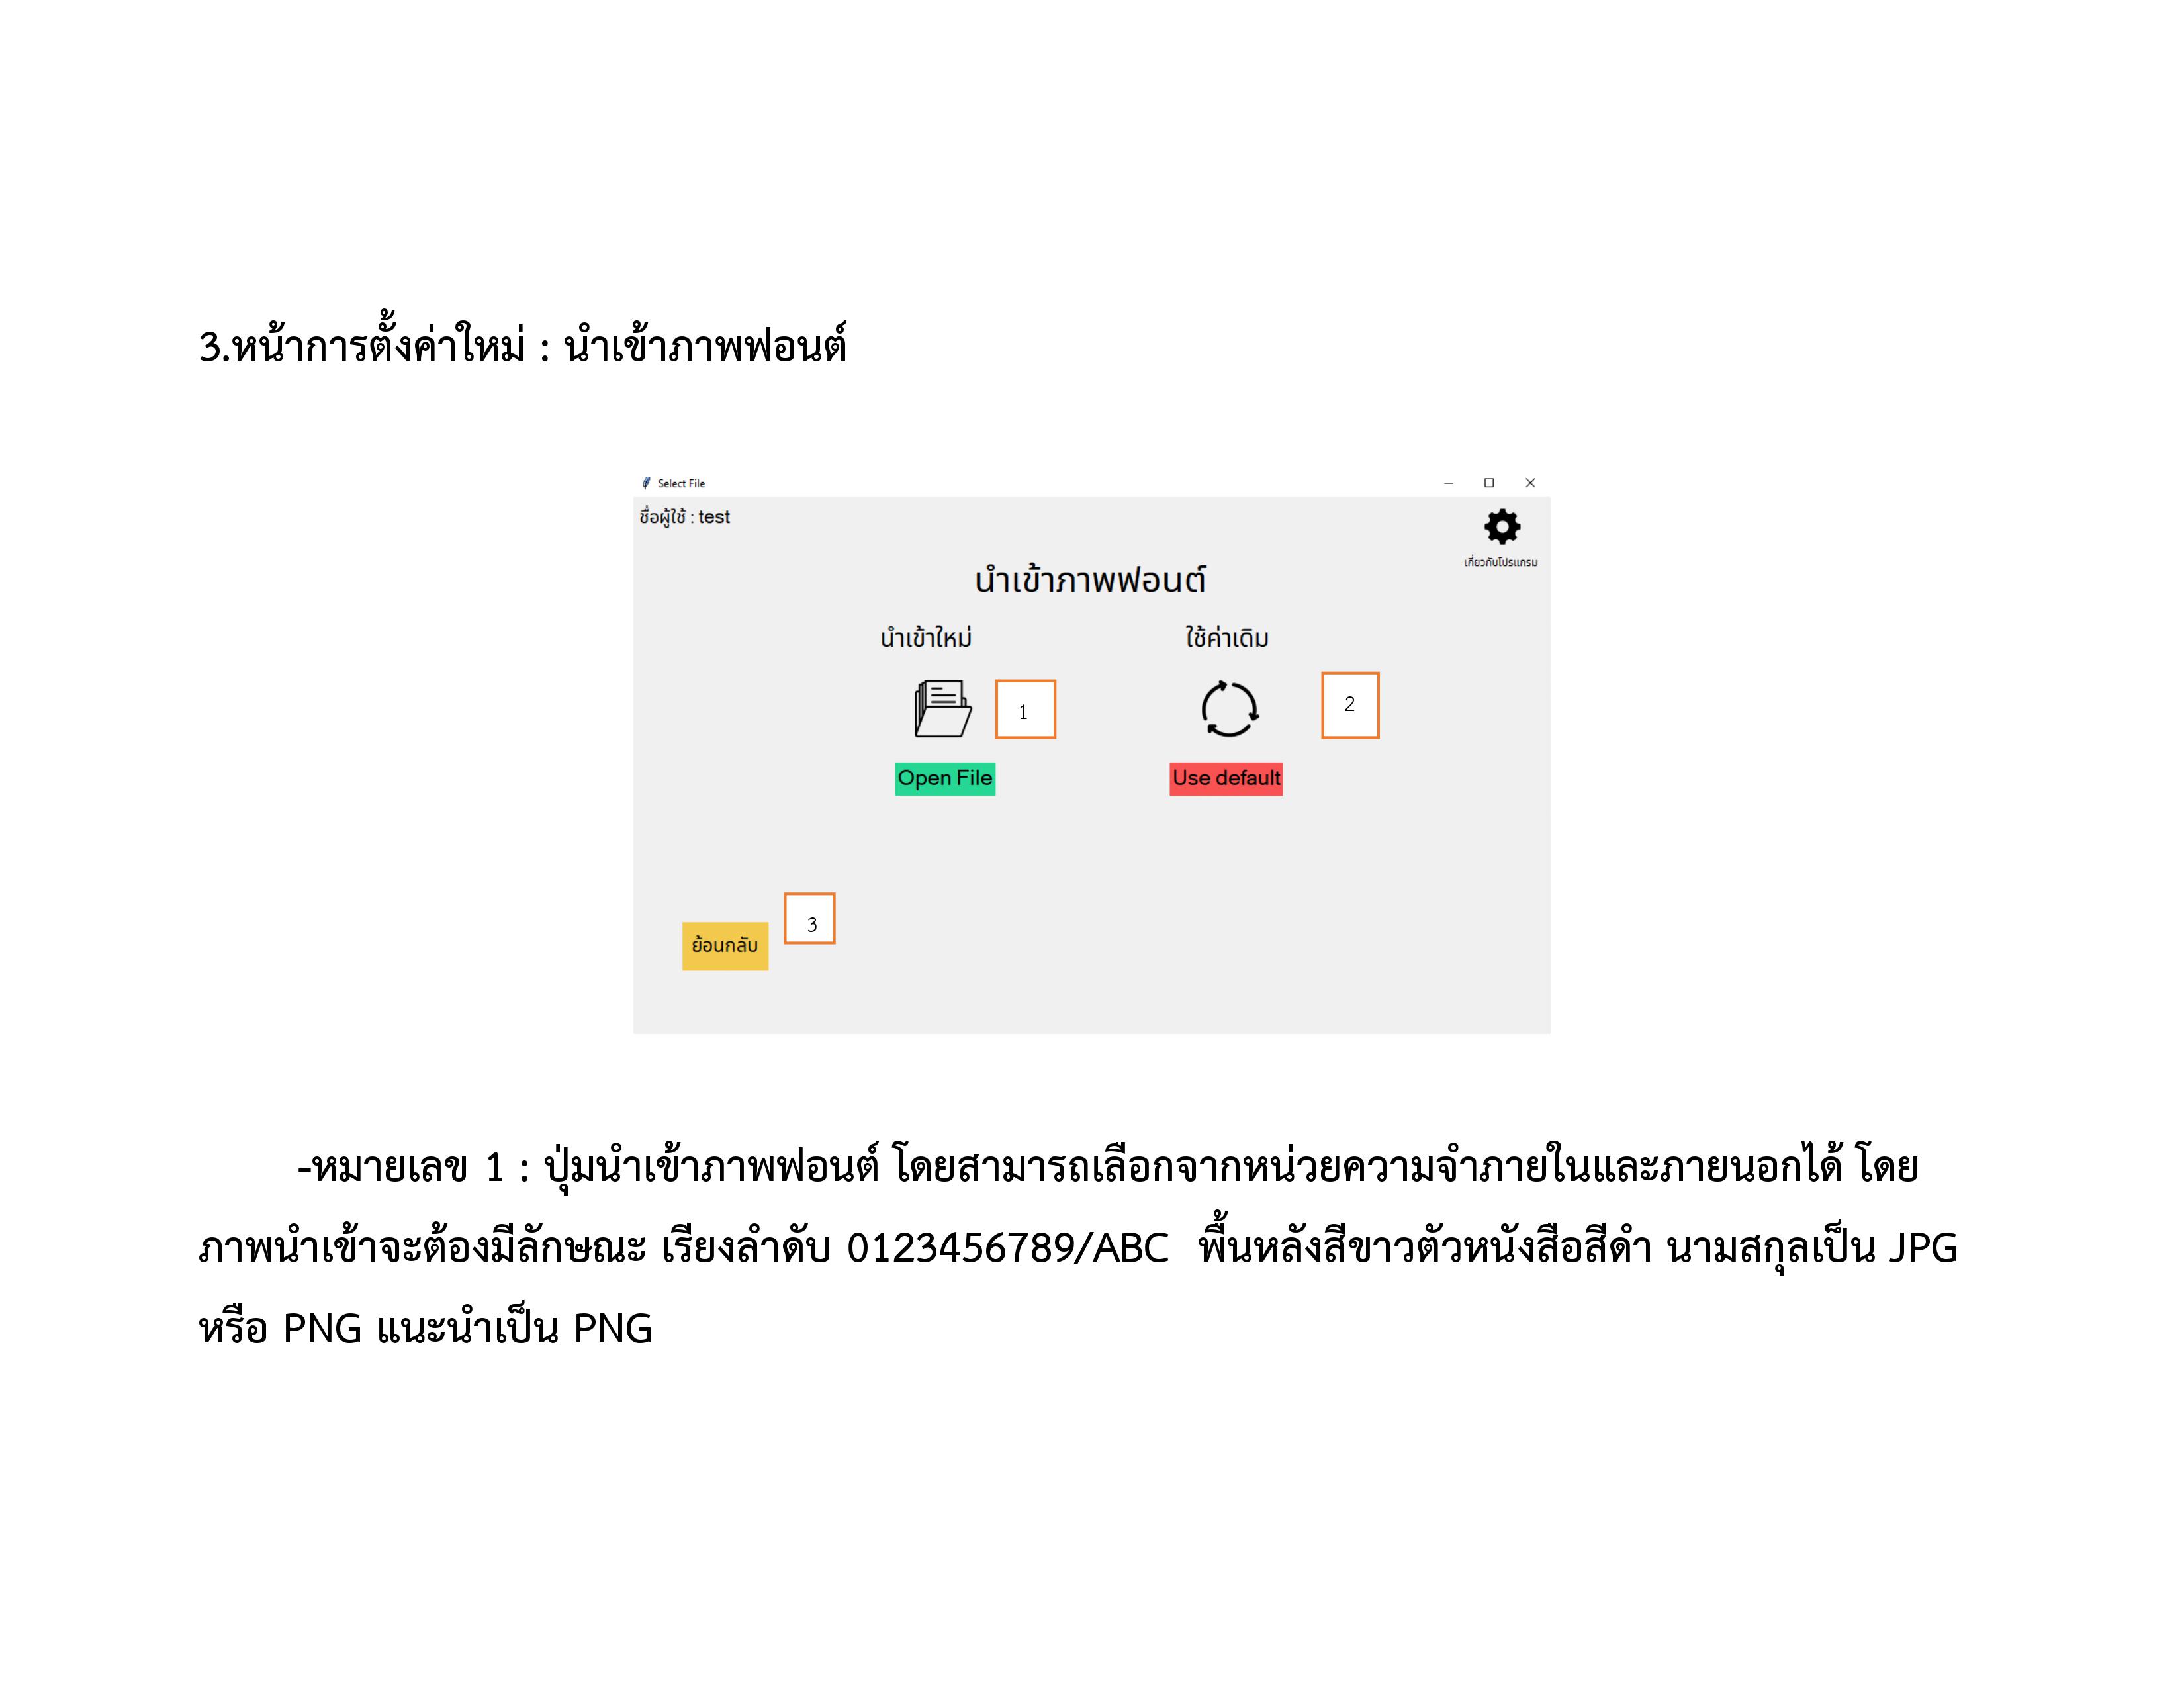 3.หน้าการตั้งค่าใหม่ : นำเข้าภาพฟอนต์
Select File
ชื่อผู้ใช้ : test
เกี่ยวกับโปรแกรม
นำเข้าภาพฟอนต์
นำเข้าใหม่ ใช้ค่าเดิม
1 2
Open File Use default
3
ย้อนกลับ
-หมายเลข 1 : ปุ่มนำเข้าภาพฟอนต์ โดยสามารถเลือกจากหน่วยความจำภายในและภายนอกได้ โดย
ภาพนำเข้าจะต้องมีลักษณะ เรียงลำดับ 0123456789/ABC พื้นหลังสีขาวตัวหนังสือสีดำ นามสกุลเป็น JPG
หรือ PNG แนะนำเป็น PNG